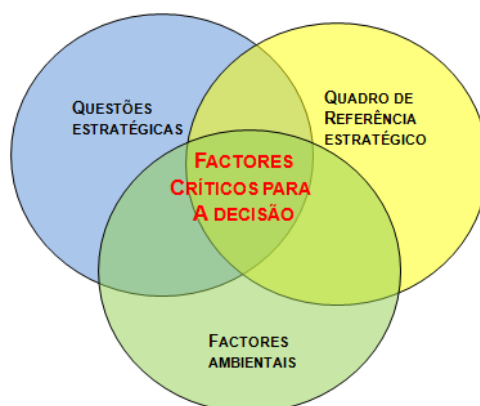 QUESTÕES
ESTRATÉGICAS
QUADRO DE
REFERÊNCIA
ESTRATÉGICO
FACTORES
CRÍTICOS PARA
A DECISÃO
FACTORES
AMBIENTAIS